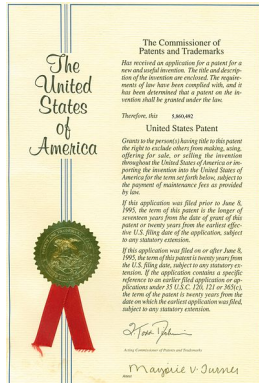 The
United
States
of
America
The Commissioner of
Patents and Trademarks
Has received an application for a patent for a
new and useful invention. The title and descrip-
tion of the invention are enclosed. The require-
ments of law have been complied with, and it
has been determined that a patent on the in-
vention shall be granted under the law.
Therefore, this 5,860,492
United States Patent
Grants to the person(s) having title to this patent
the right to exclude others from making, using,
offering for sale, or selling the invention
throughout the United States of America or im-
porting the invention into the United States of
America for the term set forth below, subject to
the payment of maintenance fees as provided
by law.
If this application was filed prior to June 8,
1995, the term of this patent is the longer of
seventeen years from the date of grant of this
patent or twenty years from the earliest effec-
tive U.S. filing date of the application, subject
to any statutory extension.
If this application was filed on or after June 8,
1995, the term of this patent is twenty years from
the U.S. filing date, subject to any statutory ex-
tension. If the application contains a specific
reference to an earlier filed application or ap-
plications under 35 U.S.C. 120, 121 or 365(c),
the term of the patent is twenty years from the
date on which the earliest application was filed,
subject to any statutory extension.
Acting Commissioner of Patents and Trademarks
Marjorie V. Turner
Attest